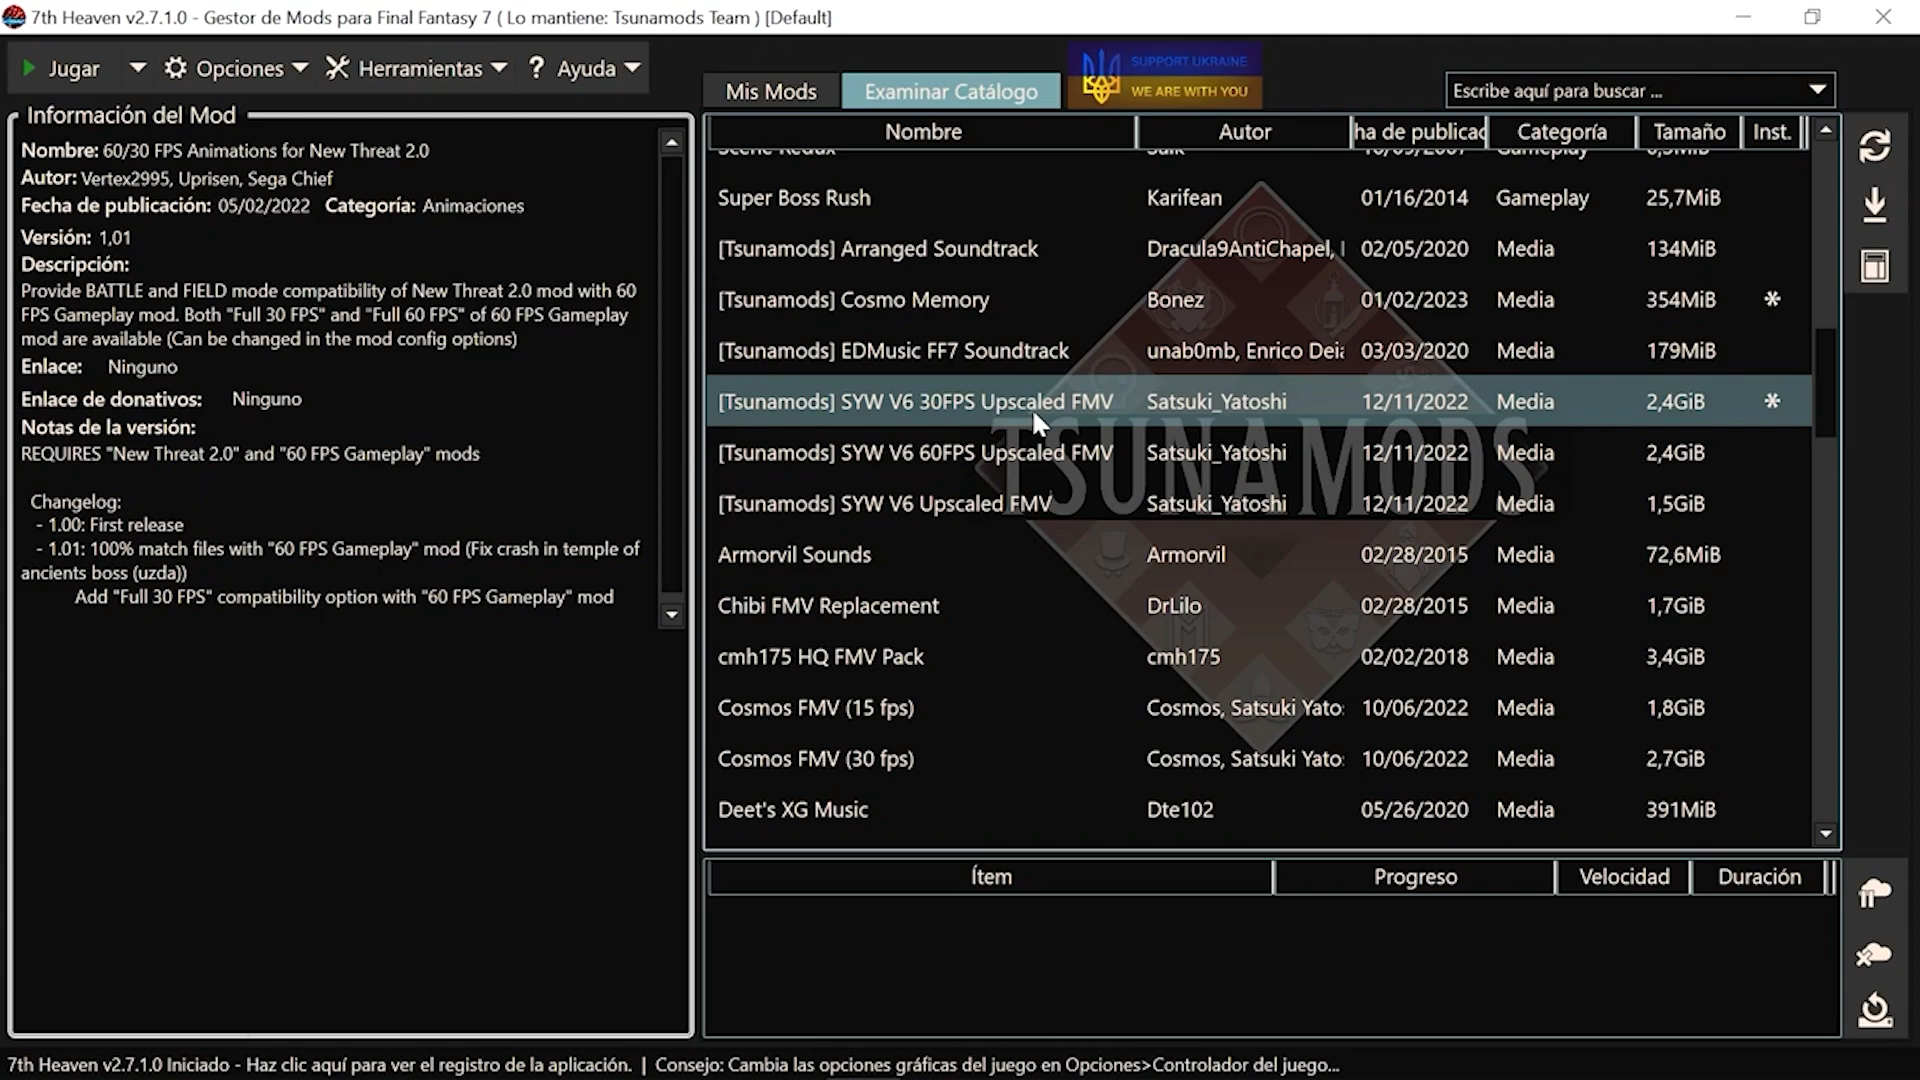 7th Heaven v2.7.1.0 - Gestor de Mods para Final Fantasy 7 ( Lo mantiene: Tsunamods Team ) [Default]
Jugar Opciones Herramientas ? Ayuda
SUPPORT UKRAINE
WE ARE WITH YOU
Mis Mods Examinar Catálogo Escribe aquí para buscar ...
Información del Mod
Nombre: 60/30 FPS Animations for New Threat 2.0
Autor: Vertex2995, Uprisen, Sega Chief
Fecha de publicación: 05/02/2022 Categoría: Animaciones
Versión: 1,01
Descripción:
Provide BATTLE and FIELD mode compatibility of New Threat 2.0 mod with 60
FPS Gameplay mod. Both "Full 30 FPS" and "Full 60 FPS" of 60 FPS Gameplay
mod are available (Can be changed in the mod config options)
Enlace: Ninguno
Enlace de donativos: Ninguno
Notas de la versión:
REQUIRES "New Threat 2.0" and "60 FPS Gameplay" mods
Changelog:
- 1.00: First release
- 1.01: 100% match files with "60 FPS Gameplay" mod (Fix crash in temple of
ancients boss (uzda))
Add "Full 30 FPS" compatibility option with "60 FPS Gameplay" mod
Nombre Autor ha de publicac Categoría Tamaño Inst.
Super Boss Rush Karifean 01/16/2014 Gameplay 25,7MiB
[Tsunamods] Arranged Soundtrack Dracula9AntiChapel, 02/05/2020 Media 134MiB
[Tsunamods] Cosmo Memory Bonez 01/02/2023 Media 354MiB *
[Tsunamods] EDMusic FF7 Soundtrack unab0mb, Enrico Deia 03/03/2020 Media 179MiB
[Tsunamods] SYW V6 30FPS Upscaled FMV Satsuki_Yatoshi 12/11/2022 Media 2,4GiB *
[Tsunamods] SYW V6 60FPS Upscaled FMV Satsuki_Yatoshi 12/11/2022 Media 2,4GiB
[Tsunamods] SYW V6 Upscaled FMV Satsuki_Yatoshi 12/11/2022 Media 1,5GiB
Armorvil Sounds Armorvil 02/28/2015 Media 72,6MiB
Chibi FMV Replacement DrLilo 02/28/2015 Media 1,7GiB
cmh175 HQ FMV Pack cmh175 02/02/2018 Media 3,4GiB
Cosmos FMV (15 fps) Cosmos, Satsuki Yato 10/06/2022 Media 1,8GiB
Cosmos FMV (30 fps) Cosmos, Satsuki Yato 10/06/2022 Media 2,7GiB
Deet's XG Music Dte102 05/26/2020 Media 391MiB
TSUNAMODS
Ítem Progreso Velocidad Duración
7th Heaven v2.7.1.0 Iniciado - Haz clic aquí para ver el registro de la aplicación. | Consejo: Cambia las opciones gráficas del juego en Opciones>Controlador del juego...